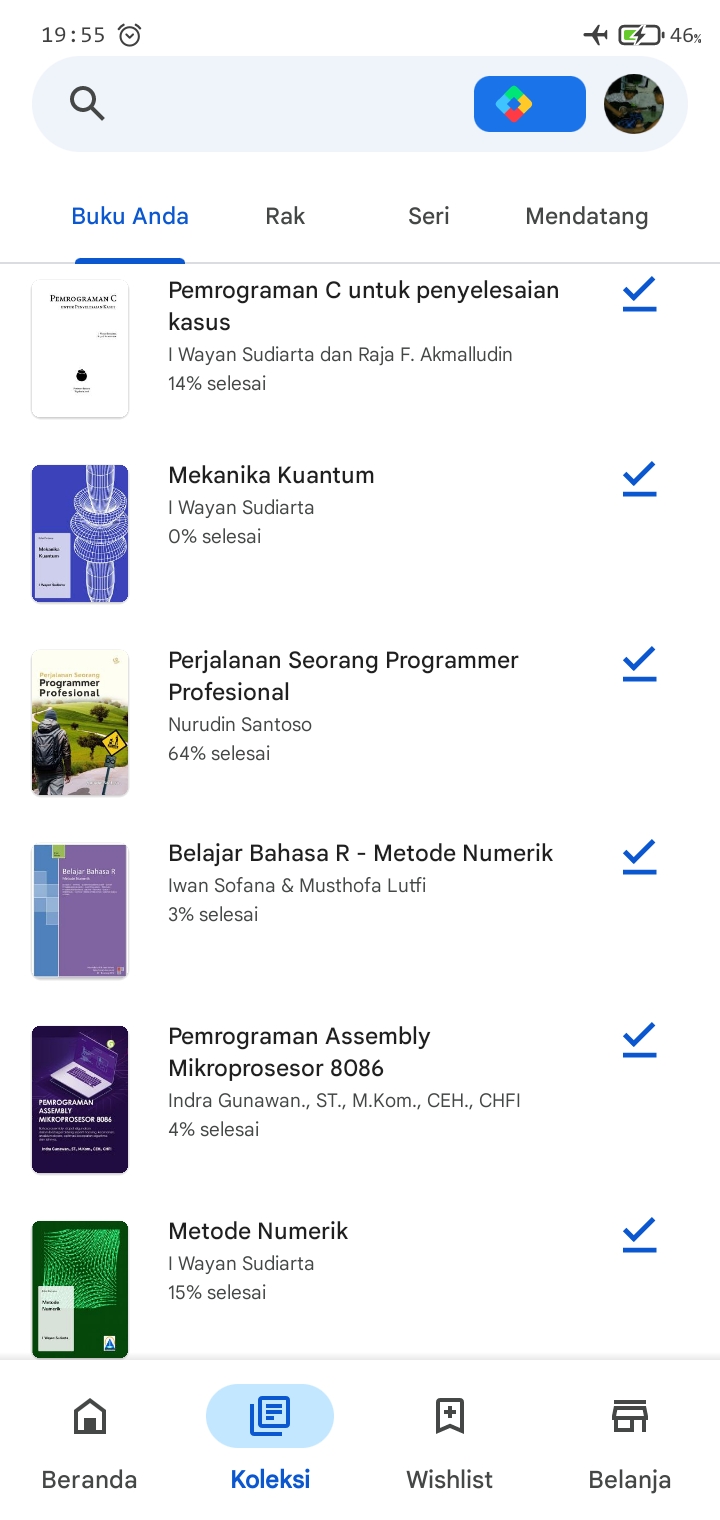 19:55
46%
Buku Anda
Rak
Seri
Mendatang
PEMROGRAMAN C
UNTUK PENYELESAIAN KASUS
Pemrograman C untuk penyelesaian
kasus
I Wayan Sudiarta dan Raja F. Akmalludin
14% selesai
Mekanika
Kuantum
I Wayan Sudiarta
Mekanika Kuantum
I Wayan Sudiarta
0% selesai
Perjalanan Seorang
Programmer
Profesional
Perjalanan Seorang Programmer
Profesional
Nurudin Santoso
64% selesai
Belajar Bahasa R
Metode Numerik
Belajar Bahasa R - Metode Numerik
Iwan Sofana & Musthofa Lutfi
3% selesai
PEMROGRAMAN
ASSEMBLY
MIKROPROSESOR 8086
Indra Gunawan., ST., M.Kom., CEH., CHFI
Pemrograman Assembly
Mikroprosesor 8086
Indra Gunawan., ST., M.Kom., CEH., CHFI
4% selesai
Metode
Numerik
I Wayan Sudiarta
Metode Numerik
I Wayan Sudiarta
15% selesai
Beranda
Koleksi
Wishlist
Belanja